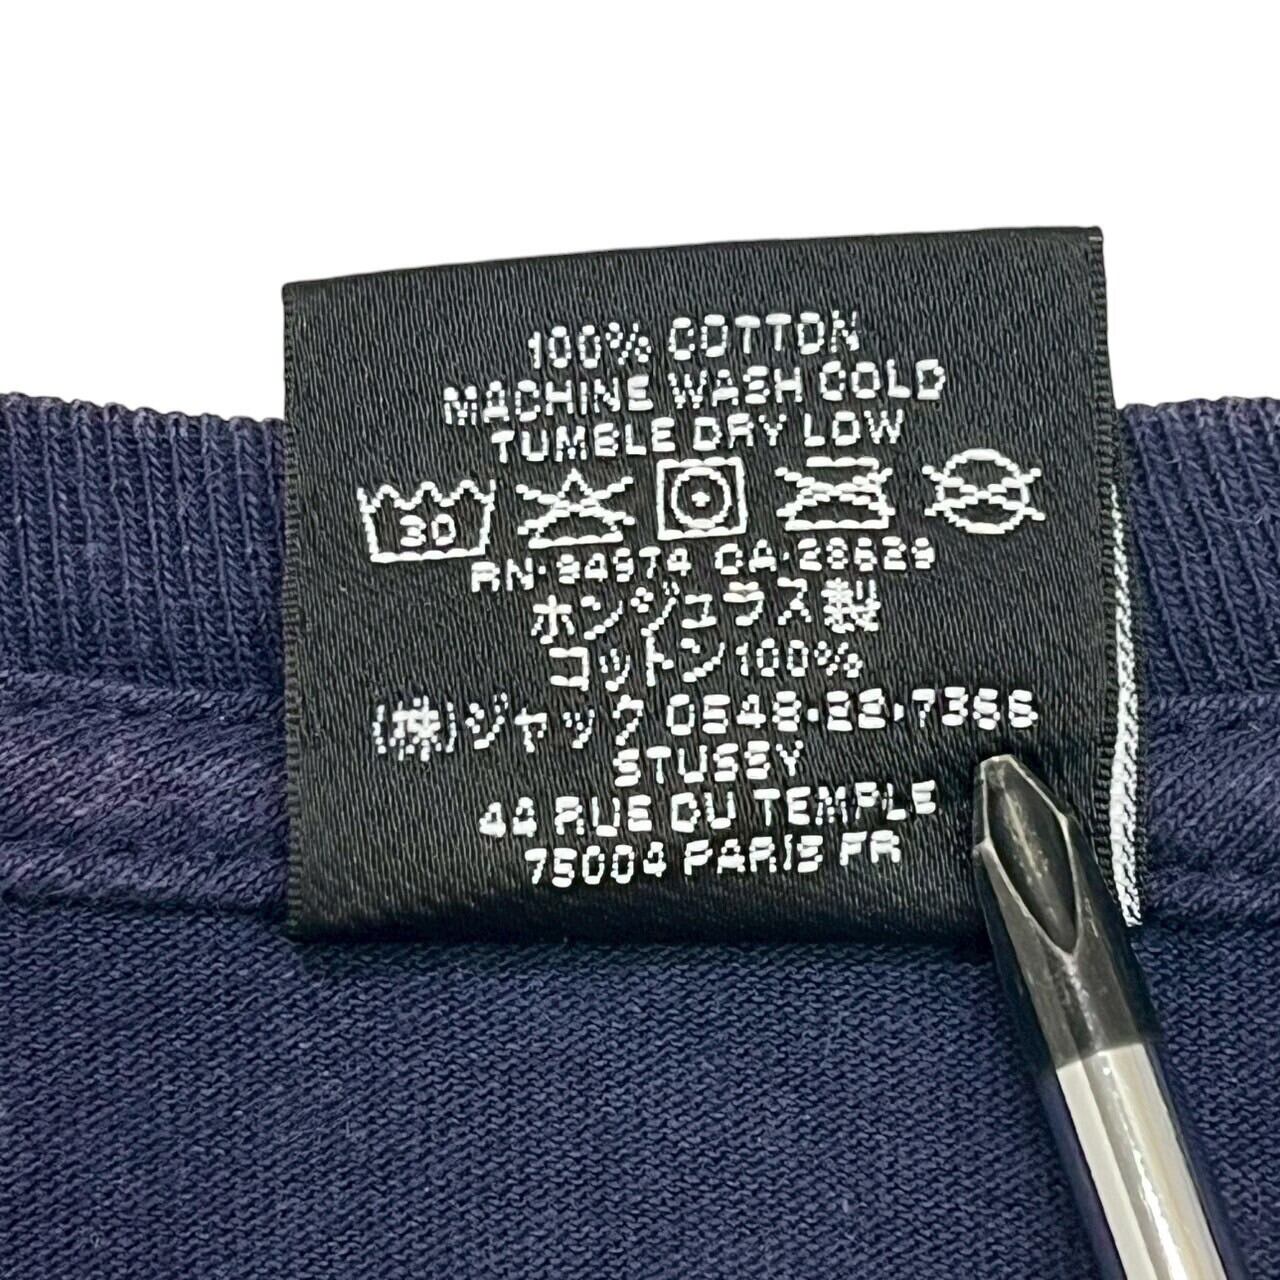 100% COTTON
MACHINE WASH COLD
TUMBLE DRY LOW
30
RN·94974 CA·28629
ホンジュラス製
コットン100%
(株)ジャック 0548·22·7366
STUSSY
44 RUE DU TEMPLE
75004 PARIS FR